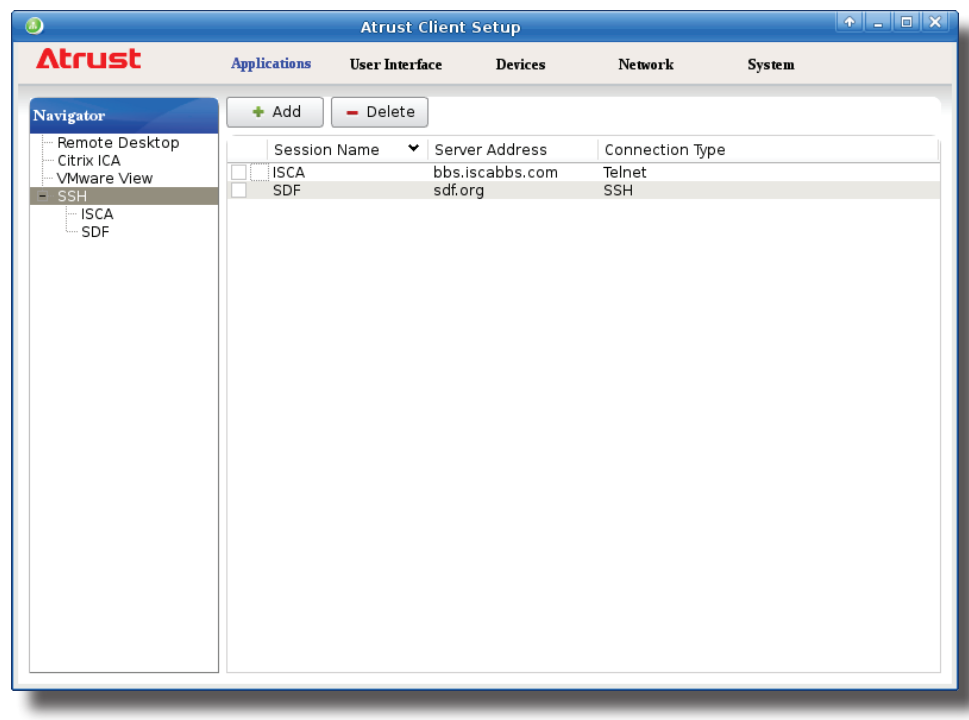 Atrust Client Setup
Atrust
Applications User Interface Devices Network System
Navigator
Remote Desktop
Citrix ICA
VMware View
SSH
ISCA
SDF
Add Delete
Session Name Server Address Connection Type
ISCA bbs.iscabbs.com Telnet
SDF sdf.org SSH